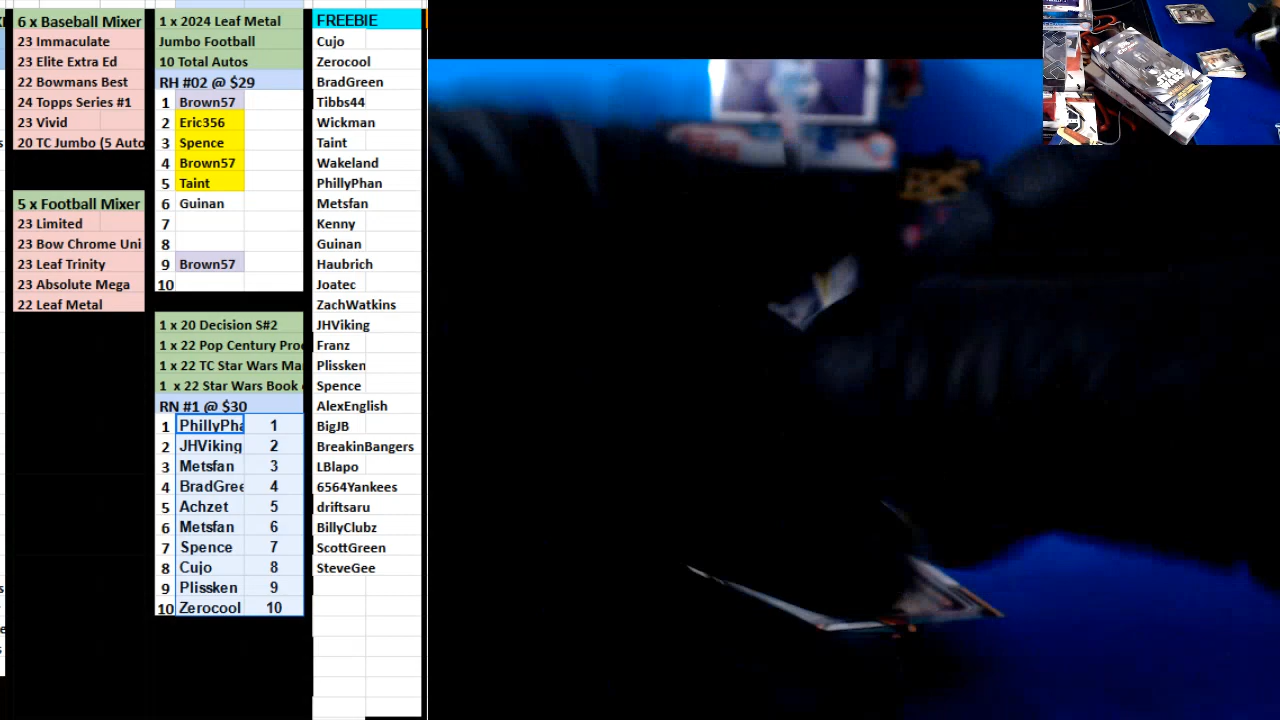 6 x Baseball Mixer
23 Immaculate
23 Elite Extra Ed
22 Bowmans Best
24 Topps Series #1
23 Vivid
20 TC Jumbo (5 Auto
5 x Football Mixer
23 Limited
23 Bow Chrome Uni
23 Leaf Trinity
23 Absolute Mega
22 Leaf Metal
1 x 2024 Leaf Metal
Jumbo Football
10 Total Autos
RH #02 @ $29
1 Brown57
2 Eric356
3 Spence
4 Brown57
5 Taint
6 Guinan
7
8
9 Brown57
10
1 x 20 Decision S#2
1 x 22 Pop Century Pro
1 x 22 TC Star Wars Ma
1 x 22 Star Wars Book
RN #1 @ $30
1 PhillyPha 1
2 JHViking 2
3 Metsfan 3
4 BradGree 4
5 Achzet 5
6 Metsfan 6
7 Spence 7
8 Cujo 8
9 Plissken 9
10 Zerocool 10
FREEBIE
Cujo
Zerocool
BradGreen
Tibbs44
Wickman
Taint
Wakeland
PhillyPhan
Metsfan
Kenny
Guinan
Haubrich
Joatec
ZachWatkins
JHViking
Franz
Plissken
Spence
AlexEnglish
BigJB
BreakinBangers
LBlapo
6564Yankees
driftsaru
BillyClubz
ScottGreen
SteveGee
STAR WARS